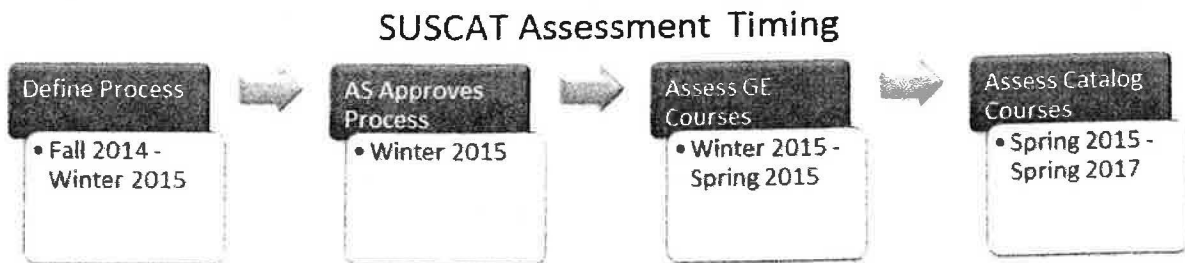 SUSCAT Assessment Timing
Define Process
• Fall 2014 -
Winter 2015
AS Approves
Process
• Winter 2015
Assess GE
Courses
• Winter 2015 -
Spring 2015
Assess Catalog
Courses
• Spring 2015 -
Spring 2017